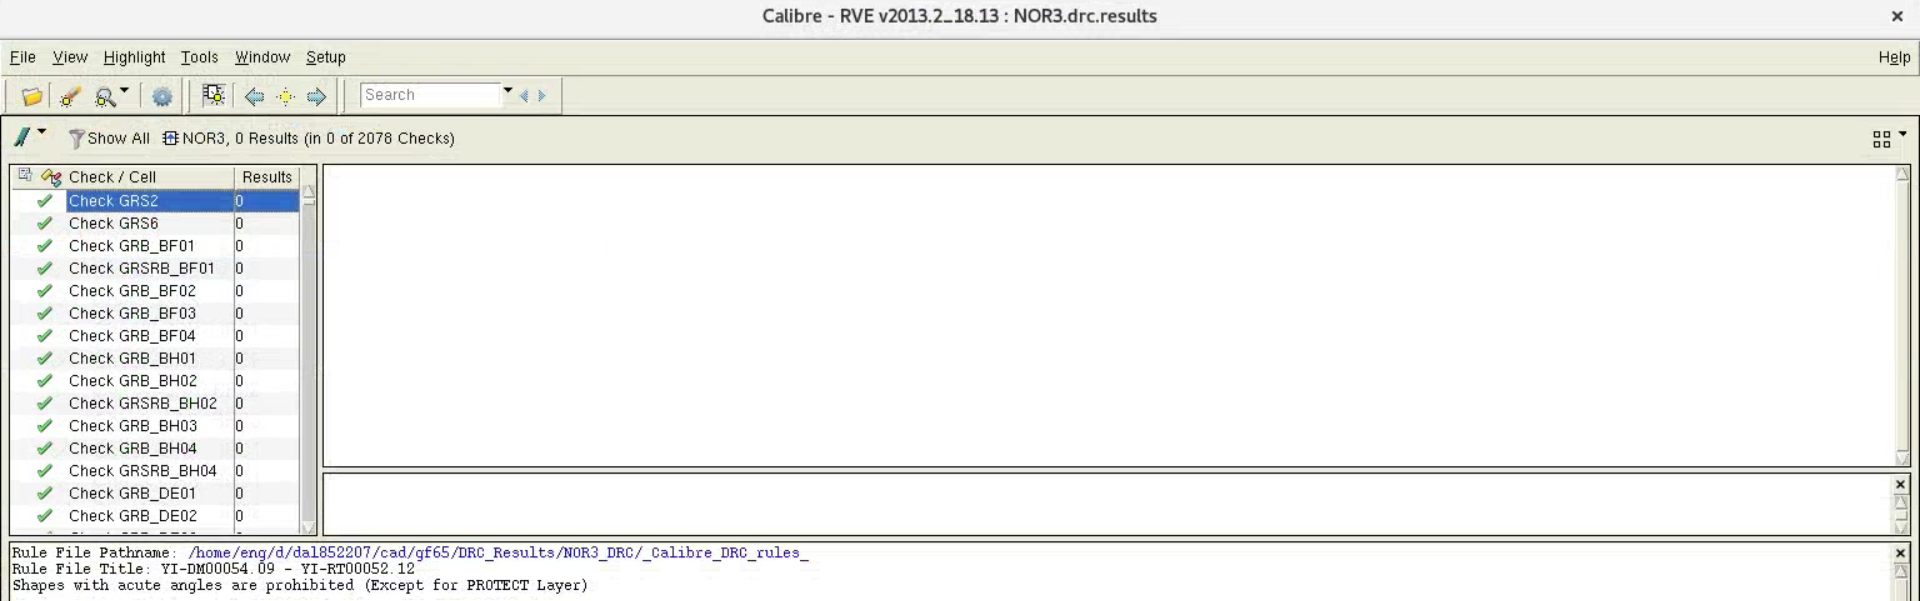 Calibre - RVE v2013.2_18.13 : NOR3.drc.results
File View Highlight Tools Window Setup Help
Search
Show All NOR3, 0 Results (in 0 of 2078 Checks)
Check / Cell Results
Check GRS2 0
Check GRS6 0
Check GRB_BF01 0
Check GRSRB_BF01 0
Check GRB_BF02 0
Check GRB_BF03 0
Check GRB_BF04 0
Check GRB_BH01 0
Check GRB_BH02 0
Check GRSRB_BH02 0
Check GRB_BH03 0
Check GRB_BH04 0
Check GRSRB_BH04 0
Check GRB_DE01 0
Check GRB_DE02 0
Rule File Pathname: /home/eng/d/dal852207/cad/gf65/DRC_Results/NOR3_DRC/_Calibre_DRC_rules_
Rule File Title: YI-DM00054.09 - YI-RT00052.12
Shapes with acute angles are prohibited (Except for PROTECT Layer)